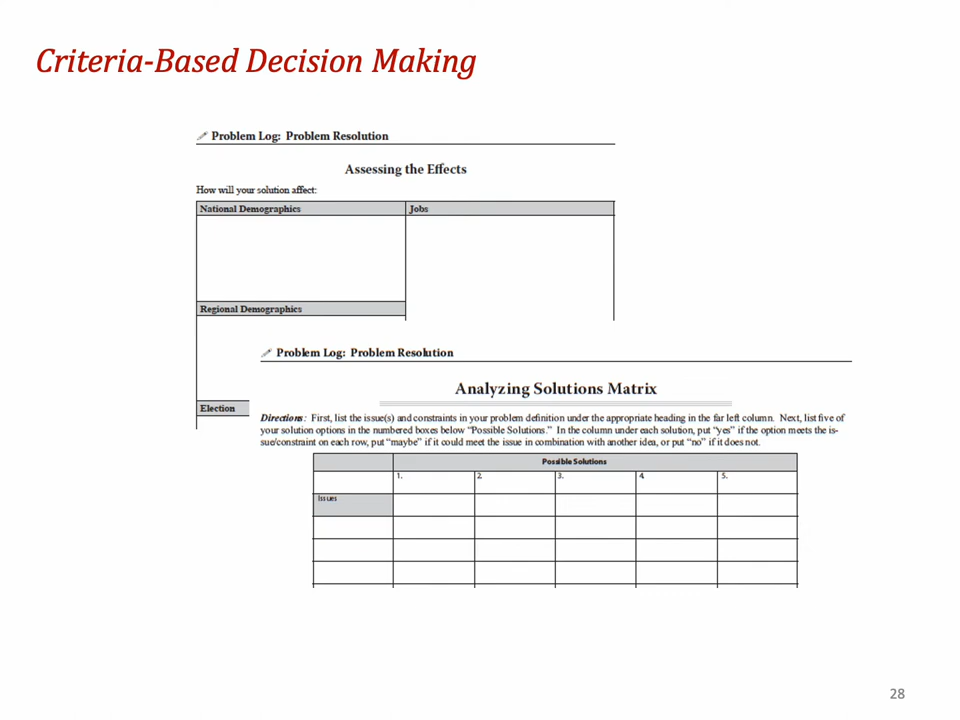 Criteria-Based Decision Making
Problem Log: Problem Resolution
Assessing the Effects
How will your solution affect:
National Demographics
Jobs
Regional Demographics
Election
Problem Log: Problem Resolution
Analyzing Solutions Matrix
Directions: First, list the issue(s) and constraints in your problem definition under the appropriate heading in the far left column. Next, list five of
your solution options in the numbered boxes below “Possible Solutions.” In the column under each solution, put “yes” if the option meets the is-
sue/constraint on each row, put “maybe” if it could meet the issue in combination with another idea, or put “no” if it does not.
Possible Solutions
1. 2. 3. 4. 5.
Issues
28